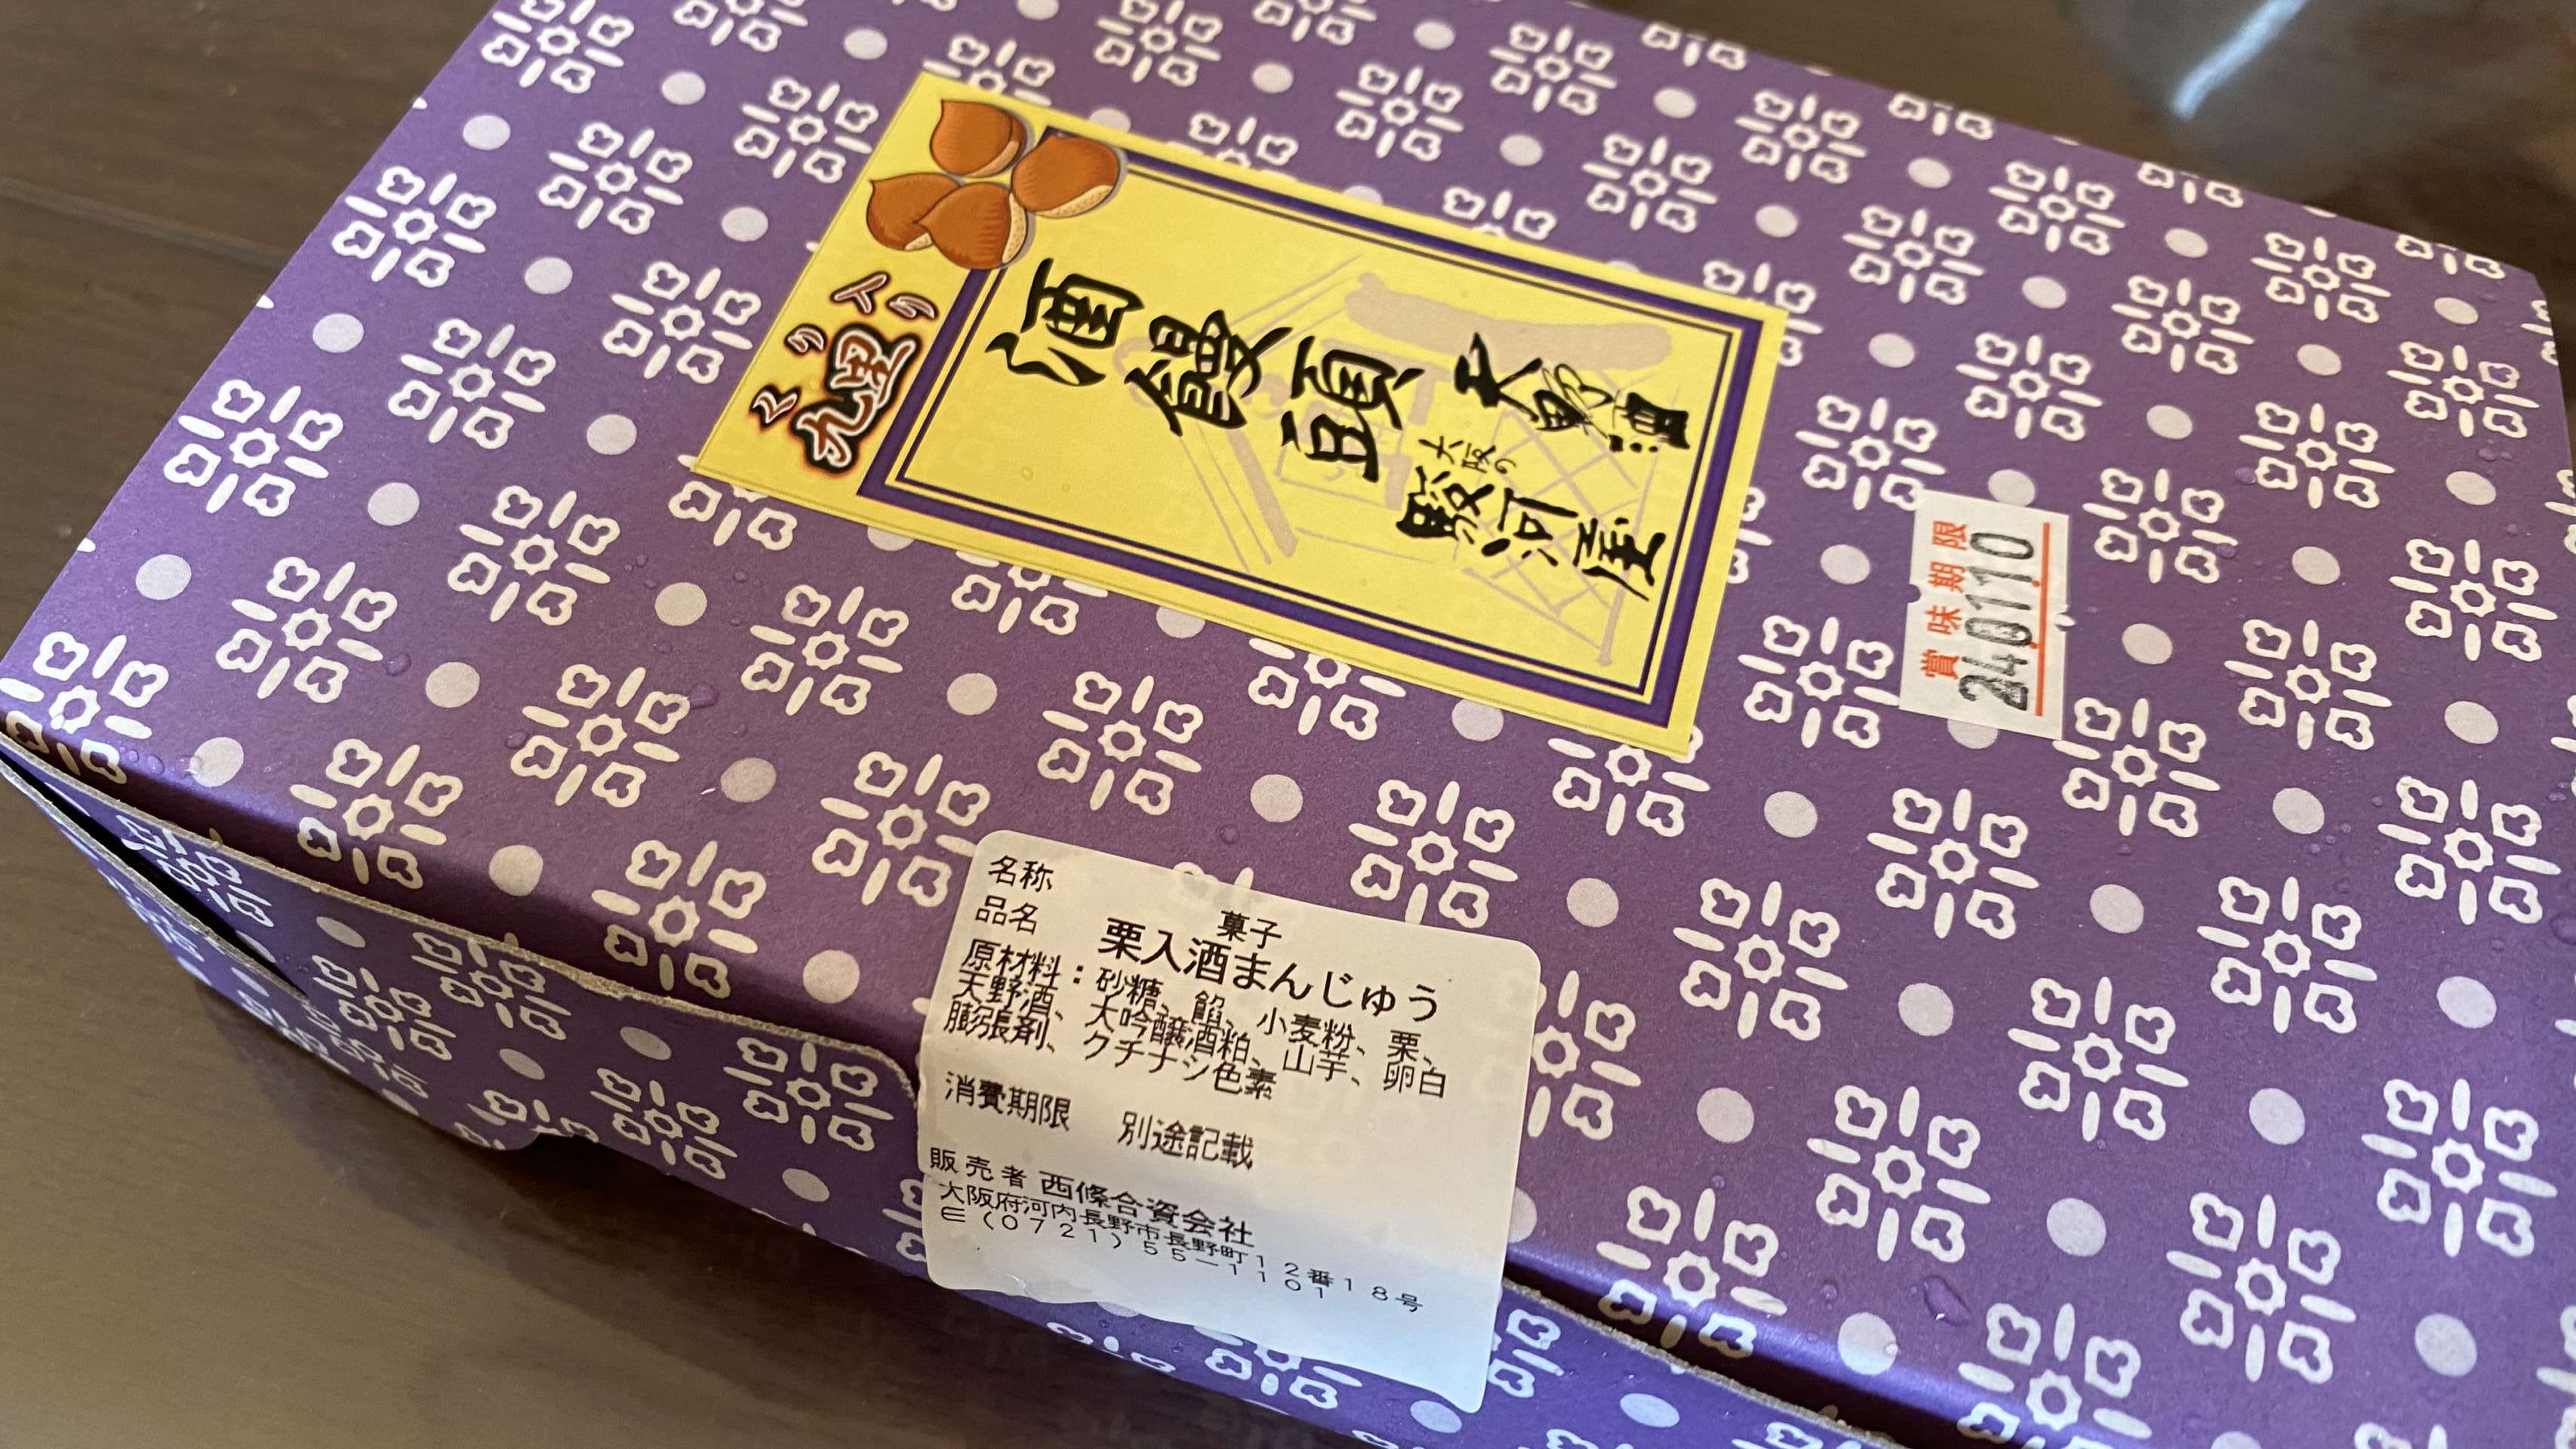 くり
九里
入り
酒饅頭
天野酒
大阪の
駿河屋
賞味期限
24.01.10
名称 菓子
品名 栗入酒まんじゅう
原材料：砂糖、餡、小麦粉、栗、
天野酒、大吟醸酒粕、山芋、卵白
膨張剤、クチナシ色素
消費期限 別途記載
販売者 西條合資会社
大阪府河内長野市長野町12番18号
∈(0721)55-1101